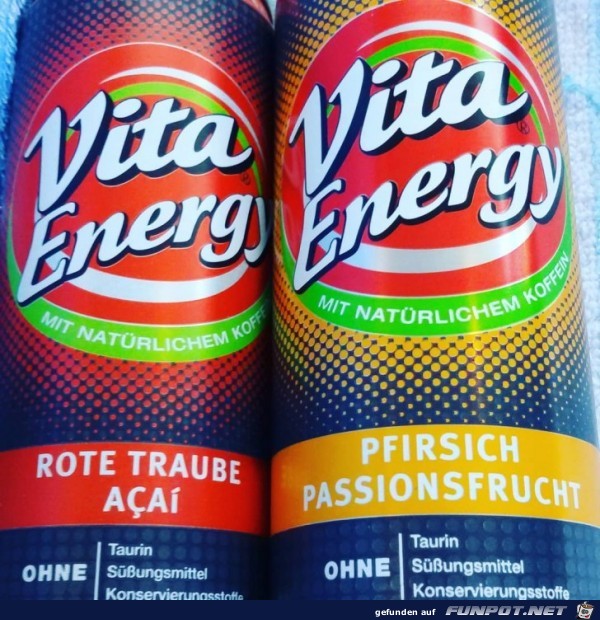 Vita
Energy
MIT NATÜRLICHEM KOFFE
ROTE TRAUBE
AÇAÍ
OHNE
Taurin
Süßungsmittel
Konservierungsstoffe
Vita
Energy
®
MIT NATÜRLICHEM KOFFEIN
PFIRSICH
PASSIONSFRUCHT
OHNE
Taurin
Süßungsmittel
Konservierungsstoffe
gefunden auf FUNPOT.NET